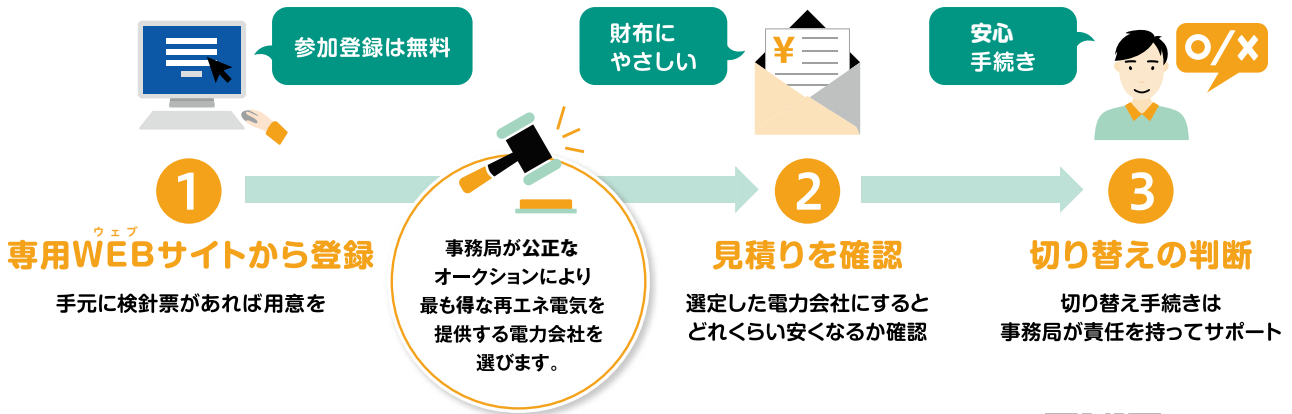 参加登録は無料
1
ウェブ
専用WEBサイトから登録
手元に検針票があれば用意を
事務局が公正な
オークションにより
最も得な再エネ電気を
提供する電力会社を
選びます。
財布に
やさしい
¥
2
見積りを確認
選定した電力会社にすると
どれくらい安くなるか確認
安心
手続き
○/×
3
切り替えの判断
切り替え手続きは
事務局が責任を持ってサポート